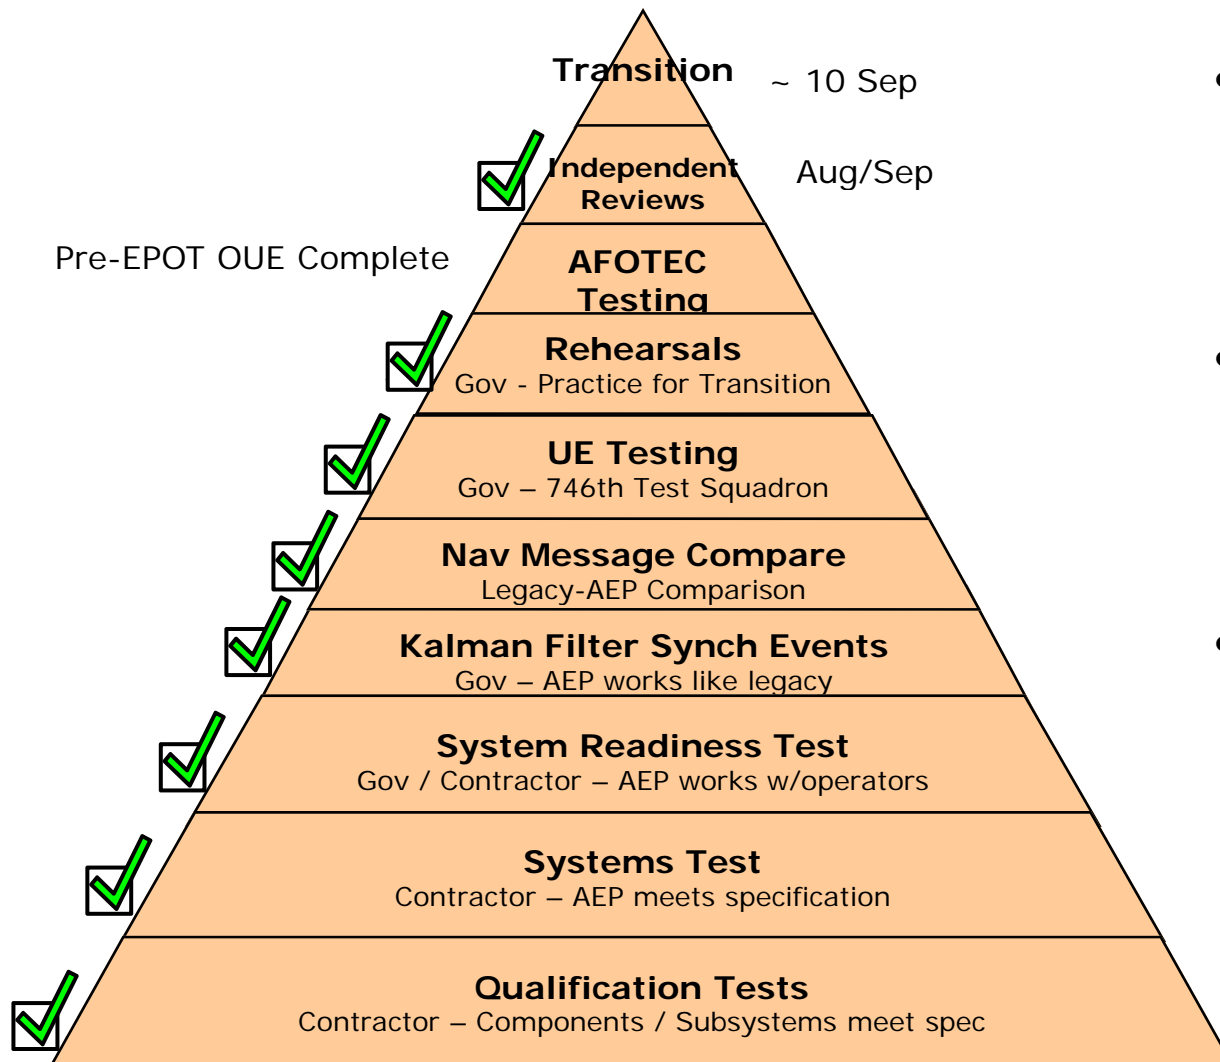 Transition
~ 10 Sep
Independent
Reviews
Aug/Sep
Pre-EPOT OUE Complete
AFOTEC
Testing
Rehearsals
Gov - Practice for Transition
UE Testing
Gov – 746th Test Squadron
Nav Message Compare
Legacy-AEP Comparison
Kalman Filter Synch Events
Gov – AEP works like legacy
System Readiness Test
Gov / Contractor – AEP works w/operators
Systems Test
Contractor – AEP meets specification
Qualification Tests
Contractor – Components / Subsystems meet spec